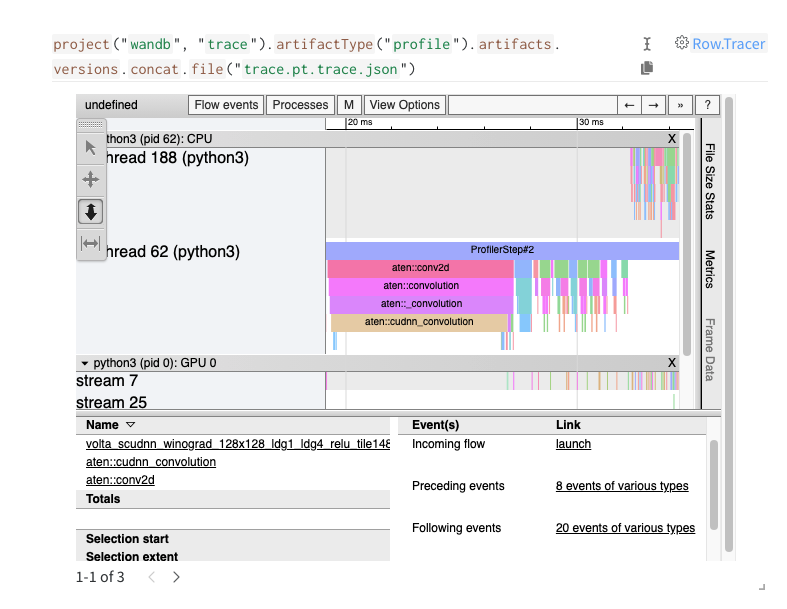 project("wandb", "trace").artifactType("profile").artifacts.
Row.Tracer
versions.concat.file("trace.pt.trace.json")
undefined
Flow events
Processes
M
View Options
←
→
»
?
20 ms
30 ms
python3 (pid 62): CPU
X
hread 188 (python3)
hread 62 (python3)
ProfilerStep#2
aten::conv2d
aten::convolution
aten::_convolution
aten::cudnn_convolution
python3 (pid 0): GPU 0
X
stream 7
stream 25
File Size Stats
Metrics
Frame Data
Name
volta_scudnn_winograd_128x128_ldg1_ldg4_relu_tile148
aten::cudnn_convolution
aten::conv2d
Totals
Selection start
Selection extent
Event(s) Link
Incoming flow launch
Preceding events 8 events of various types
Following events 20 events of various types
1-1 of 3 < >